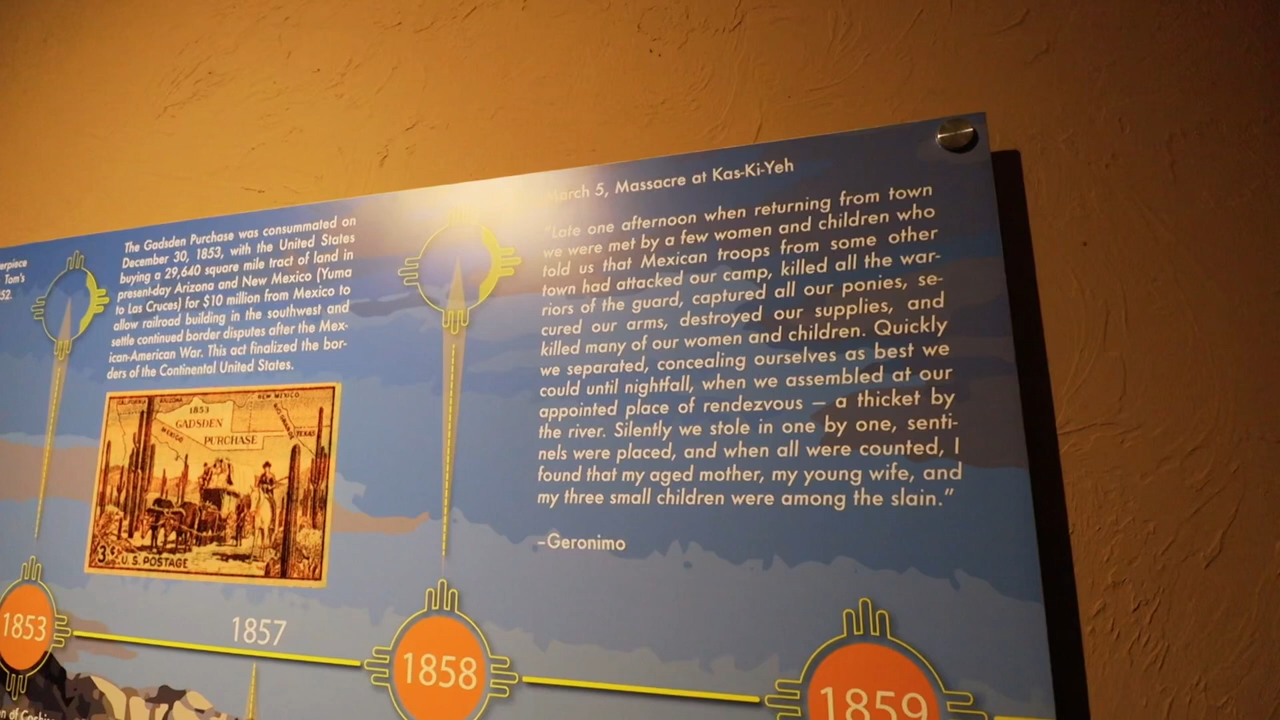 erpiece
Tom's
52.
The Gadsden Purchase was consummated on
December 30, 1853, with the United States
buying a 29,640 square mile tract of land in
present-day Arizona and New Mexico (Yuma
to Las Cruces) for $10 million from Mexico to
allow railroad building in the southwest and
settle continued border disputes after the Mex-
ican-American War. This act finalized the bor-
ders of the Continental United States.
CALIFORNIA ARIZONA NEW MEXICO
1853
GADSDEN
PURCHASE
MEXICO
RIO GRANDE
TEXAS
3¢ U.S. POSTAGE
March 5, Massacre at Kas-Ki-Yeh
"Late one afternoon when returning from town
we were met by a few women and children who
told us that Mexican troops from some other
town had attacked our camp, killed all the war-
riors of the guard, captured all our ponies, se-
cured our arms, destroyed our supplies, and
killed many of our women and children. Quickly
we separated, concealing ourselves as best we
could until nightfall, when we assembled at our
appointed place of rendezvous – a thicket by
the river. Silently we stole in one by one, senti-
nels were placed, and when all were counted, I
found that my aged mother, my young wife, and
my three small children were among the slain."
–Geronimo
1853
1857
1858
1859